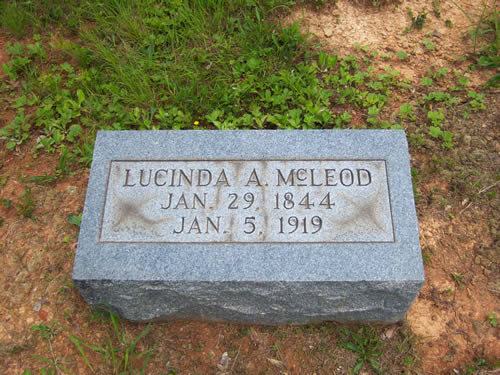 LUCINDA A. McLEOD
JAN. 29, 1844
JAN. 5, 1919